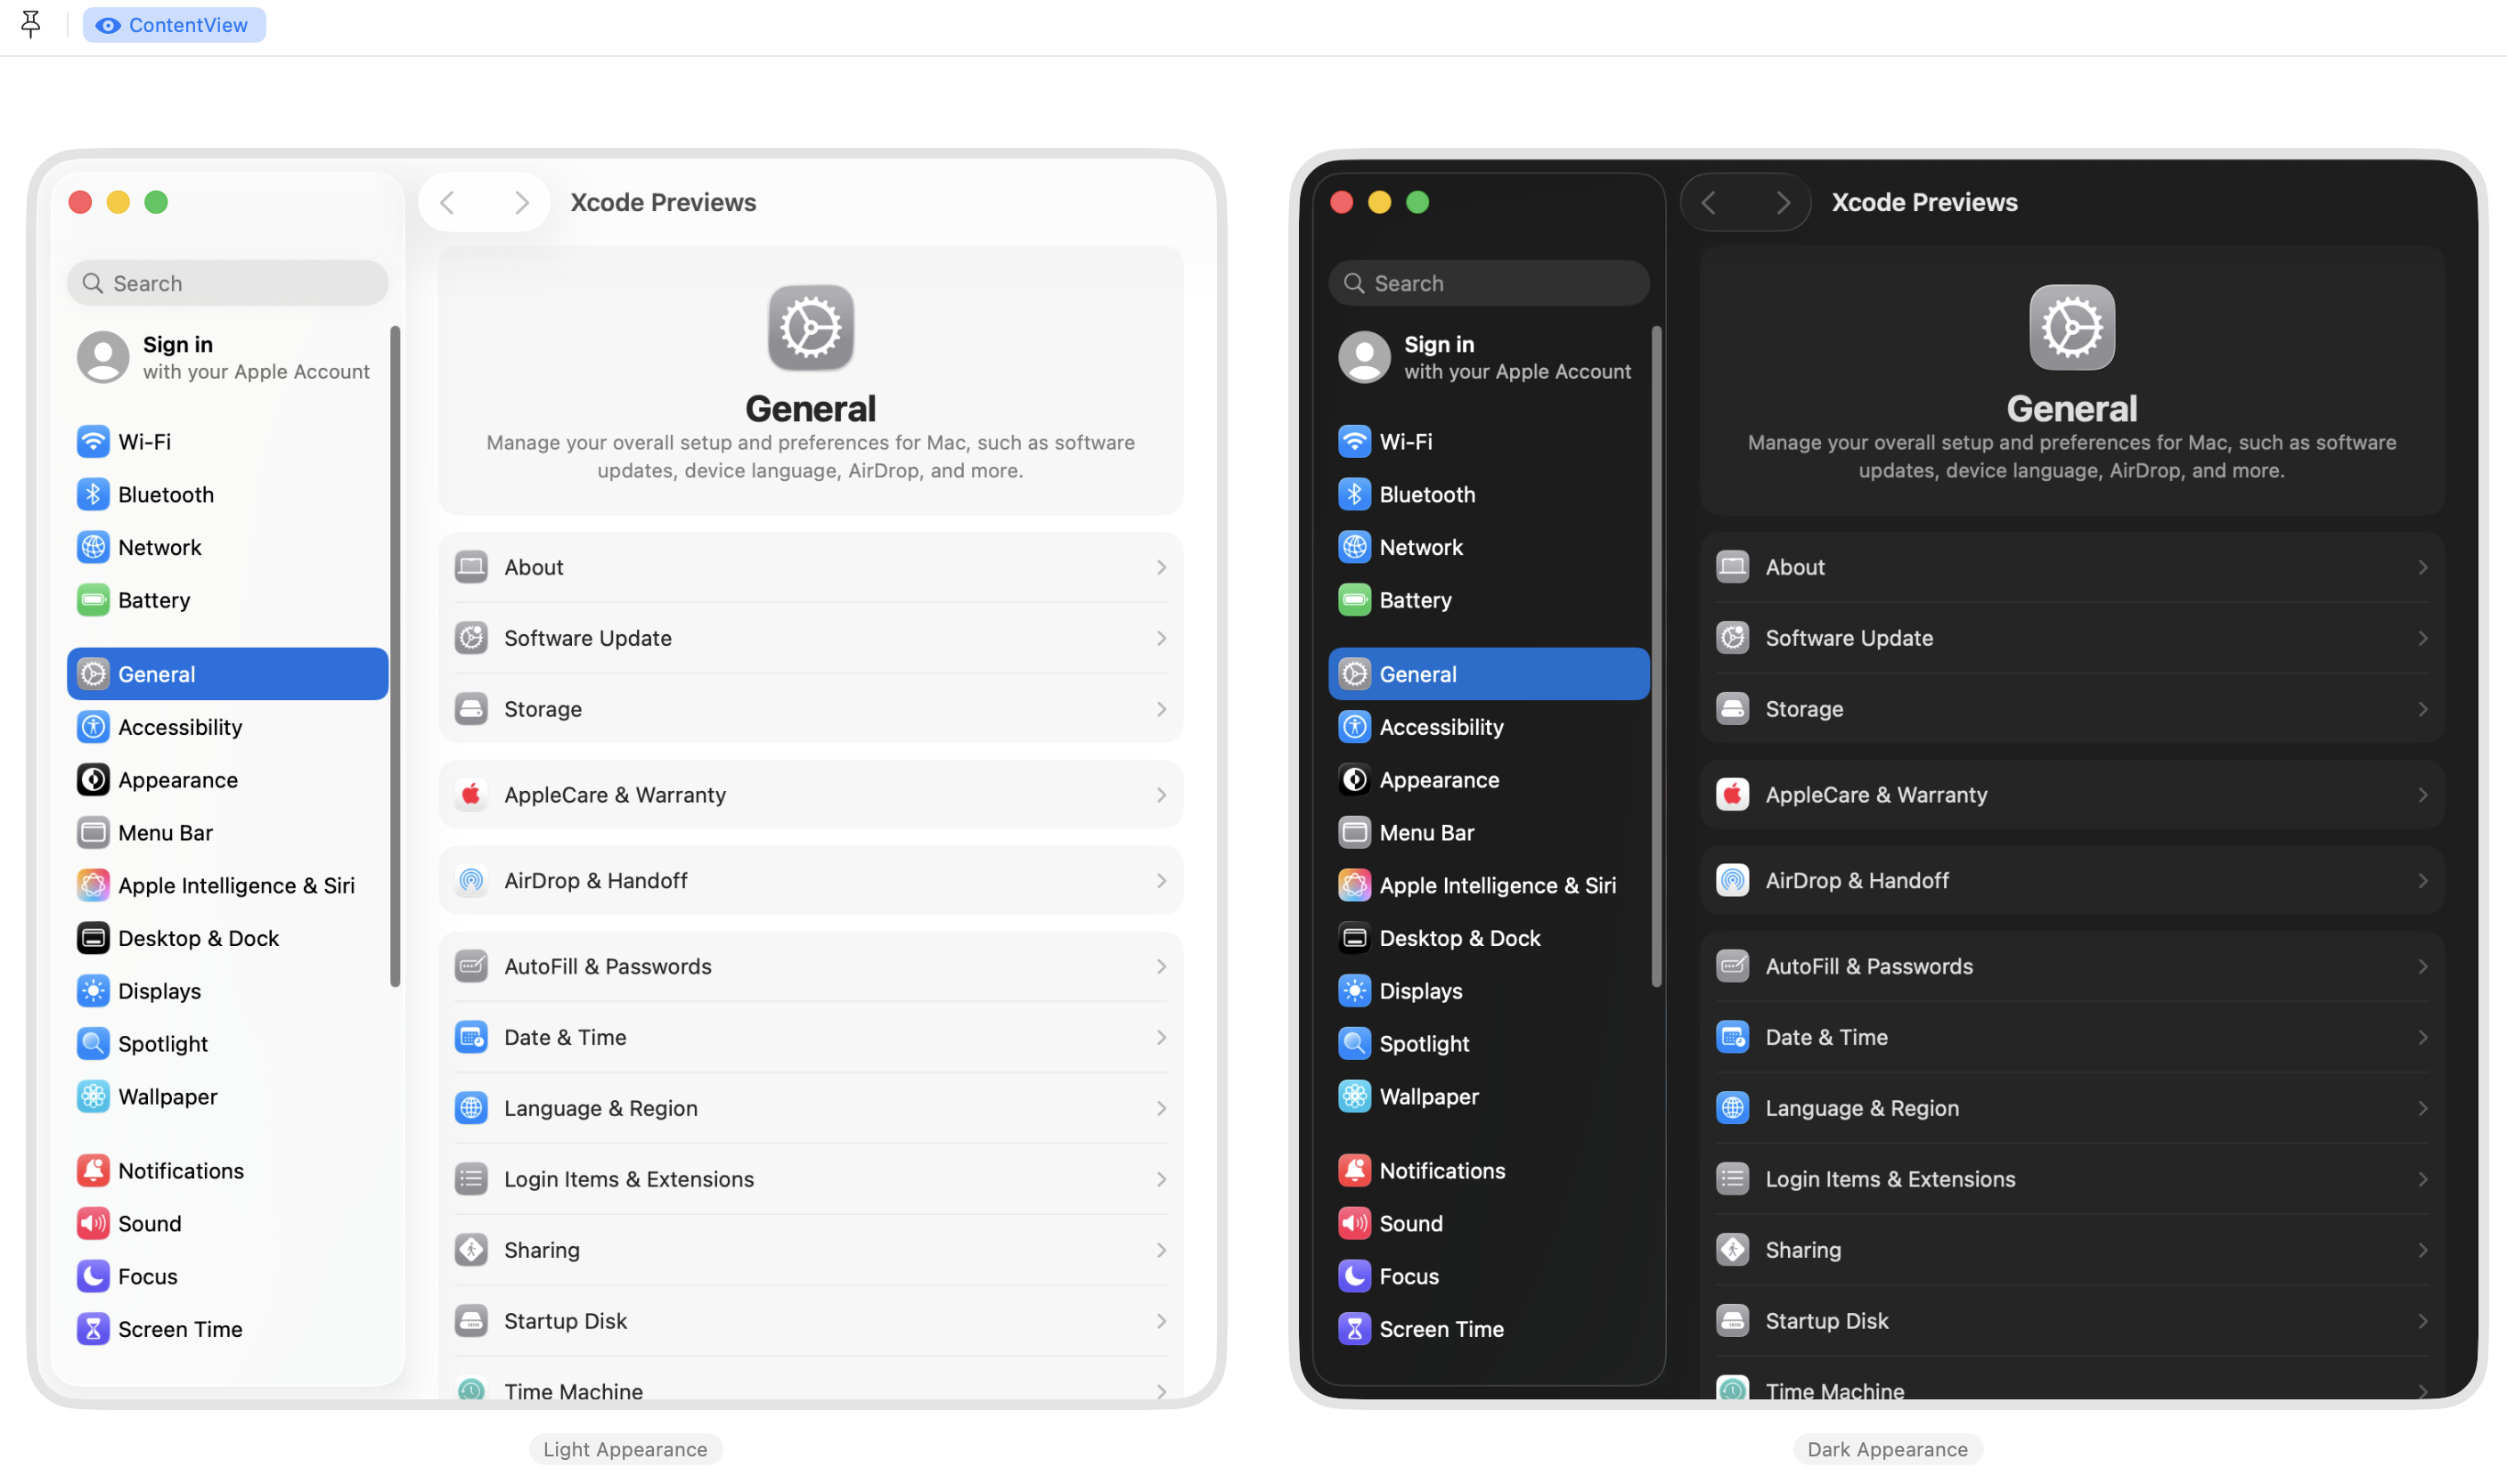 ContentView
Xcode Previews
Search
Sign in
with your Apple Account
Wi-Fi
Bluetooth
Network
Battery
General
Accessibility
Appearance
Menu Bar
Apple Intelligence & Siri
Desktop & Dock
Displays
Spotlight
Wallpaper
Notifications
Sound
Focus
Screen Time
General
Manage your overall setup and preferences for Mac, such as software
updates, device language, AirDrop, and more.
About
Software Update
Storage
AppleCare & Warranty
AirDrop & Handoff
AutoFill & Passwords
Date & Time
Language & Region
Login Items & Extensions
Sharing
Startup Disk
Time Machine
Light Appearance
Xcode Previews
Search
Sign in
with your Apple Account
Wi-Fi
Bluetooth
Network
Battery
General
Accessibility
Appearance
Menu Bar
Apple Intelligence & Siri
Desktop & Dock
Displays
Spotlight
Wallpaper
Notifications
Sound
Focus
Screen Time
General
Manage your overall setup and preferences for Mac, such as software
updates, device language, AirDrop, and more.
About
Software Update
Storage
AppleCare & Warranty
AirDrop & Handoff
AutoFill & Passwords
Date & Time
Language & Region
Login Items & Extensions
Sharing
Startup Disk
Time Machine
Dark Appearance